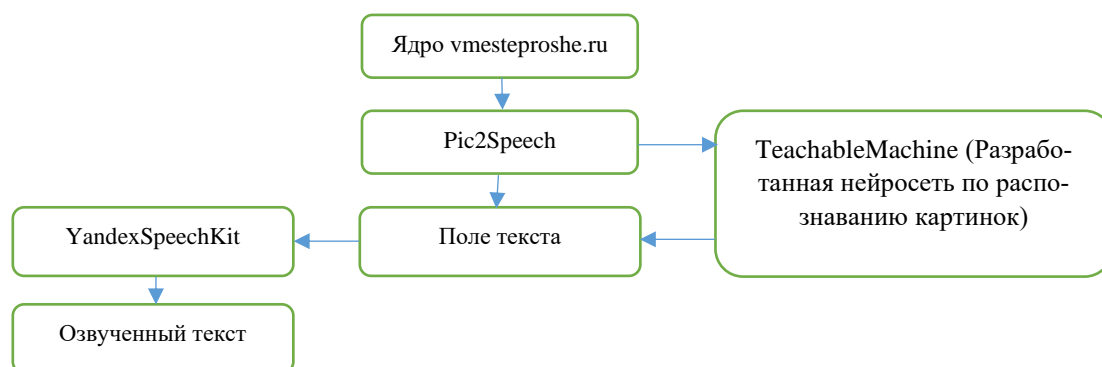 Ядро vmesteproshe.ru
Pic2Speech
TeachableMachine (Разрабо-
танная нейросеть по распо-
знаванию картинок)
YandexSpeechKit
Поле текста
Озвученный текст